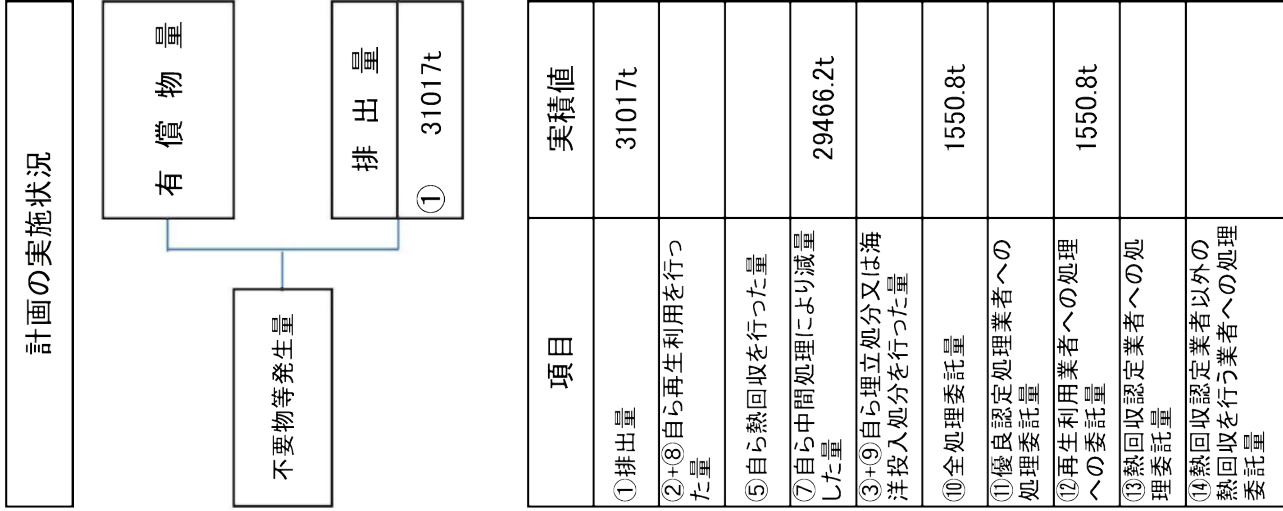 計画の実施状況
不要物等発生量
有償物量
排出量
① 31017t
項目
実積値
①排出量
31017t
②+⑧自ら再生利用を行っ
た量
⑤自ら熱回収を行った量
⑦自ら中間処理により減量
した量
29466.2t
③+⑨自ら埋立処分又は海
洋投入処分を行った量
⑩全処理委託量
1550.8t
⑪優良認定処理業者への
処理委託量
⑫再生利用業者への処理
への委託量
1550.8t
⑬熱回収認定業者への処
理委託量
⑭熱回収認定業者以外の
熱回収を行う業者への処理
委託量